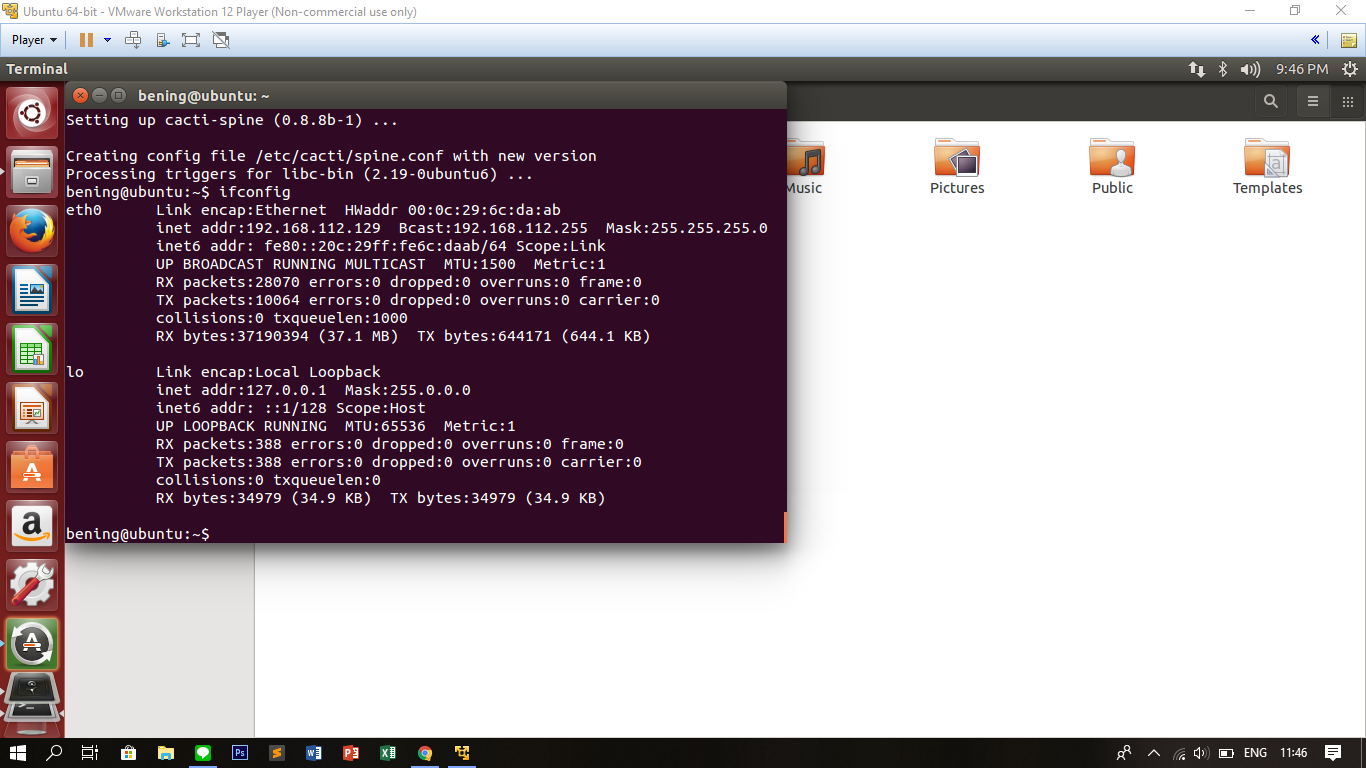 Ubuntu 64-bit - VMware Workstation 12 Player (Non-commercial use only)
Player
Terminal
9:46 PM
bening@ubuntu: ~
Setting up cacti-spine (0.8.8b-1) ...
Creating config file /etc/cacti/spine.conf with new version
Processing triggers for libc-bin (2.19-0ubuntu6) ...
bening@ubuntu:~$ ifconfig
eth0      Link encap:Ethernet  HWaddr 00:0c:29:6c:da:ab
          inet addr:192.168.112.129  Bcast:192.168.112.255  Mask:255.255.255.0
          inet6 addr: fe80::20c:29ff:fe6c:daab/64 Scope:Link
          UP BROADCAST RUNNING MULTICAST  MTU:1500  Metric:1
          RX packets:28070 errors:0 dropped:0 overruns:0 frame:0
          TX packets:10064 errors:0 dropped:0 overruns:0 carrier:0
          collisions:0 txqueuelen:1000
          RX bytes:37190394 (37.1 MB)  TX bytes:644171 (644.1 KB)
lo        Link encap:Local Loopback
          inet addr:127.0.0.1  Mask:255.0.0.0
          inet6 addr: ::1/128 Scope:Host
          UP LOOPBACK RUNNING  MTU:65536  Metric:1
          RX packets:388 errors:0 dropped:0 overruns:0 frame:0
          TX packets:388 errors:0 dropped:0 overruns:0 carrier:0
          collisions:0 txqueuelen:0
          RX bytes:34979 (34.9 KB)  TX bytes:34979 (34.9 KB)
bening@ubuntu:~$
Music
Pictures
Public
Templates
ENG
11:46